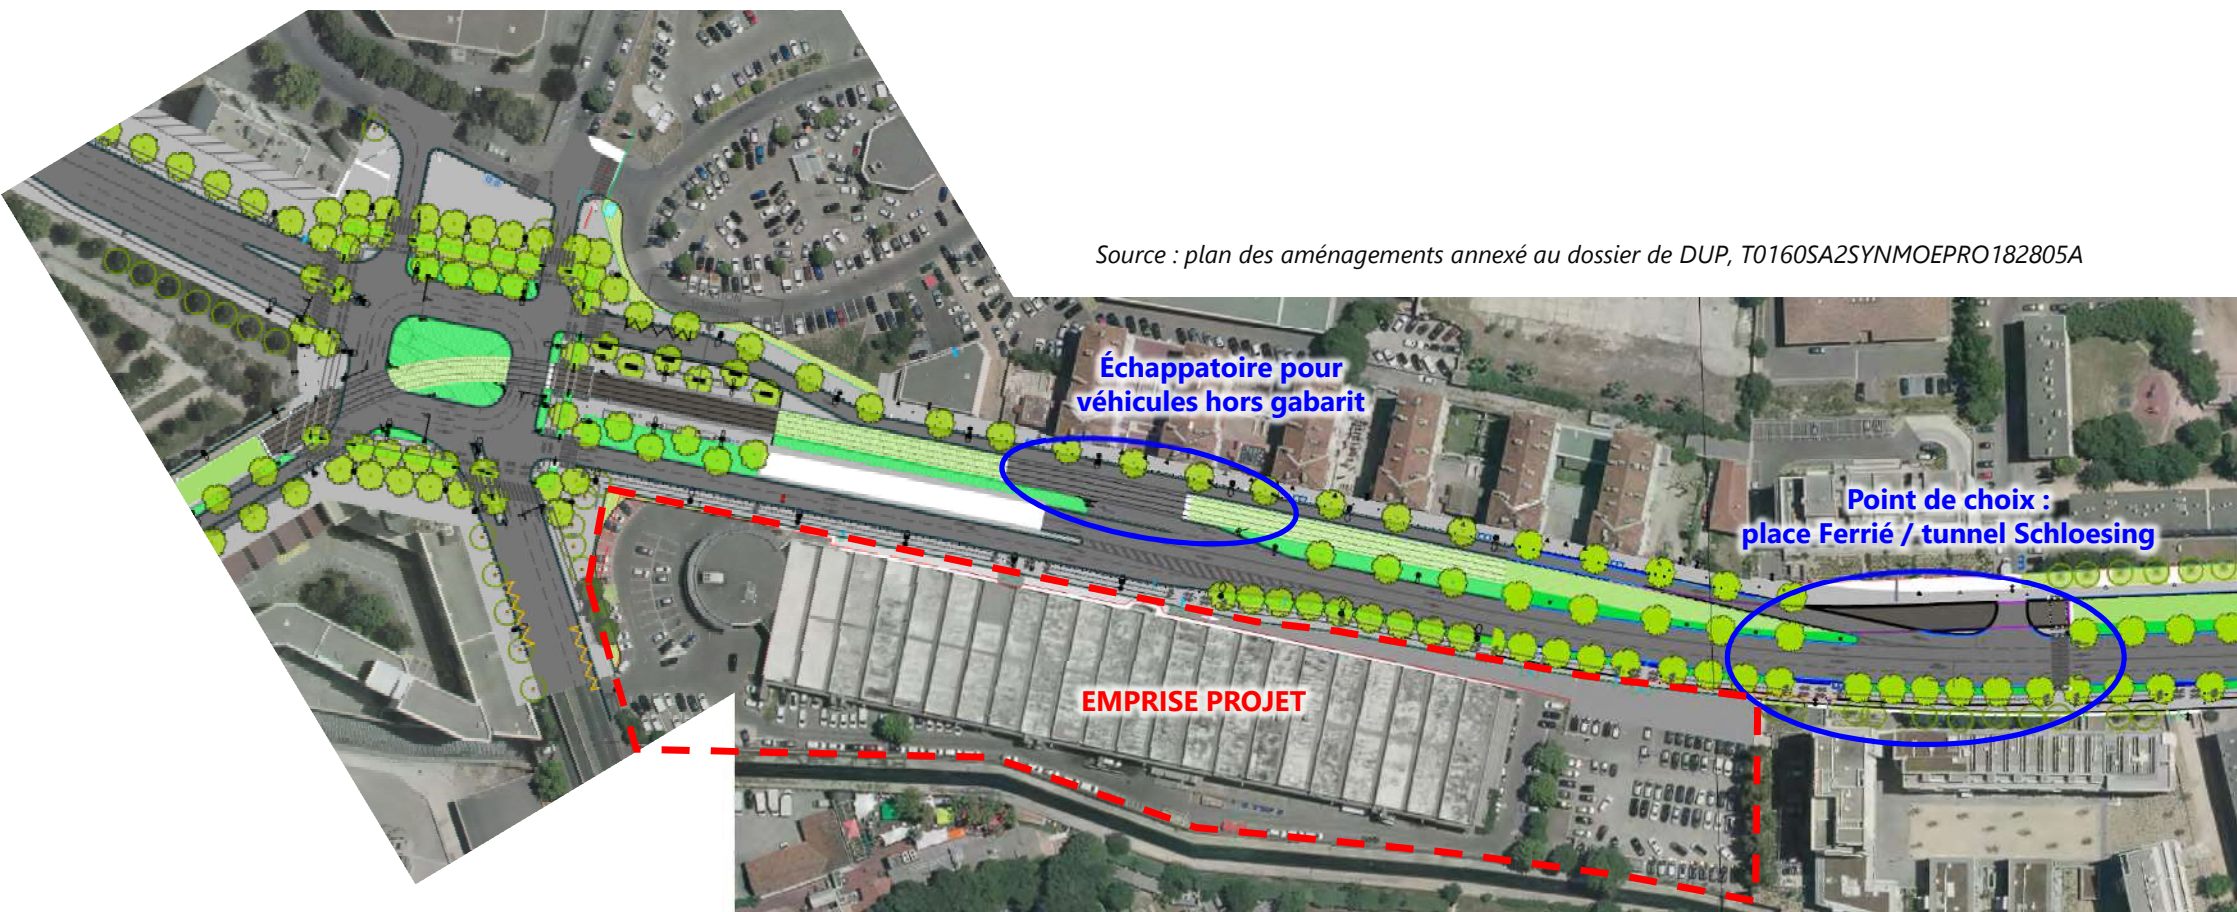 Source : plan des aménagements annexé au dossier de DUP, T0160SA2SYNMOEPRO182805A
Échappatoire pour
véhicules hors gabarit
Point de choix :
place Ferrié / tunnel Schloesing
EMPRISE PROJET